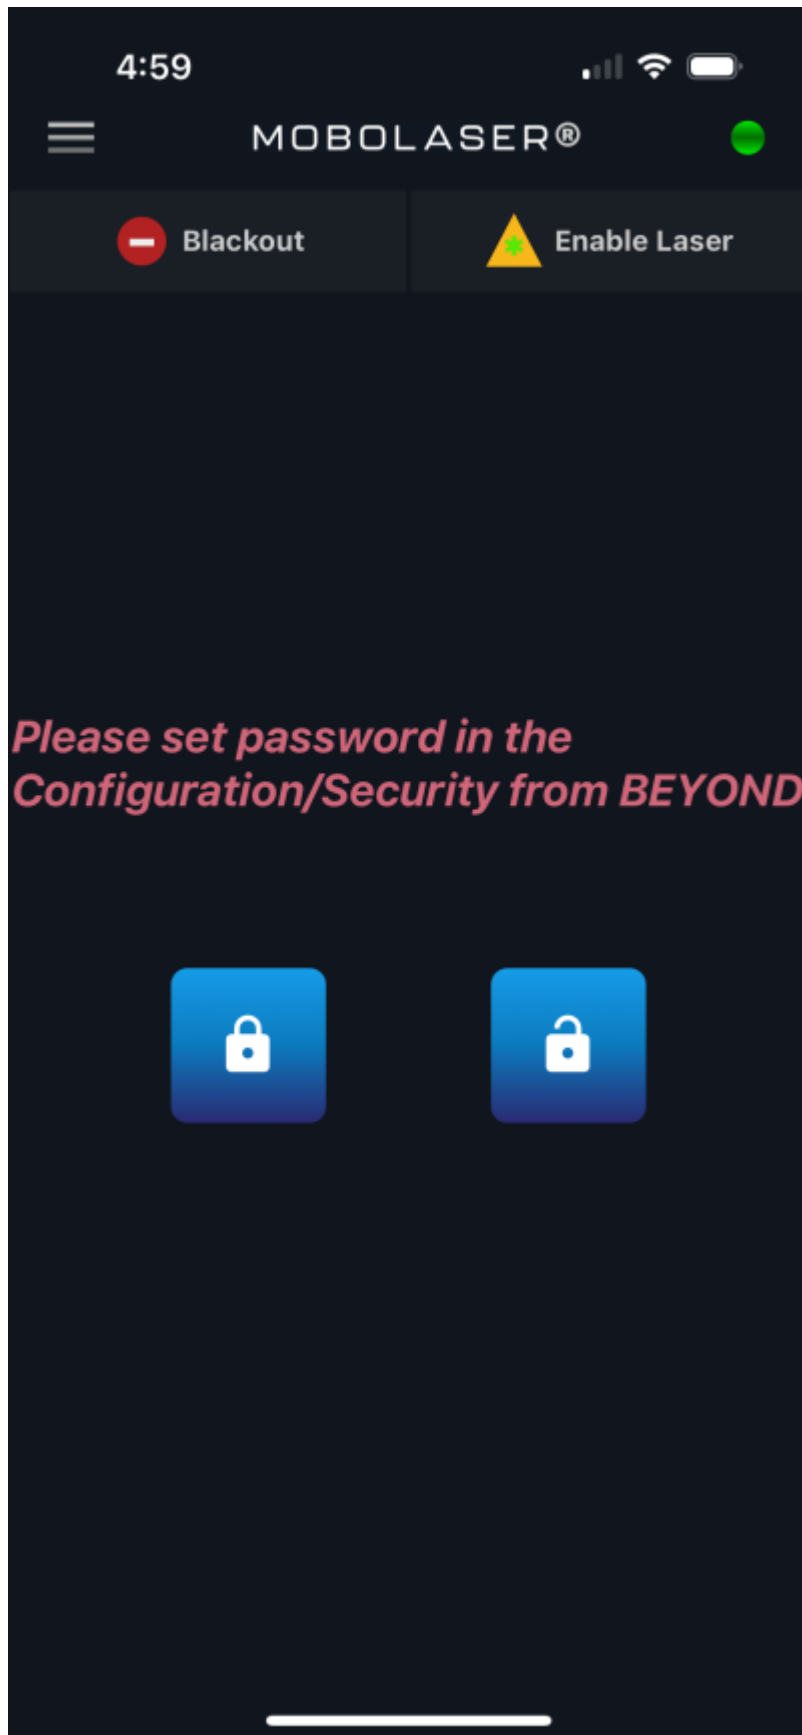 4:59
MOBOLASER®
Blackout
Enable Laser
Please set password in the
Configuration/Security from BEYOND